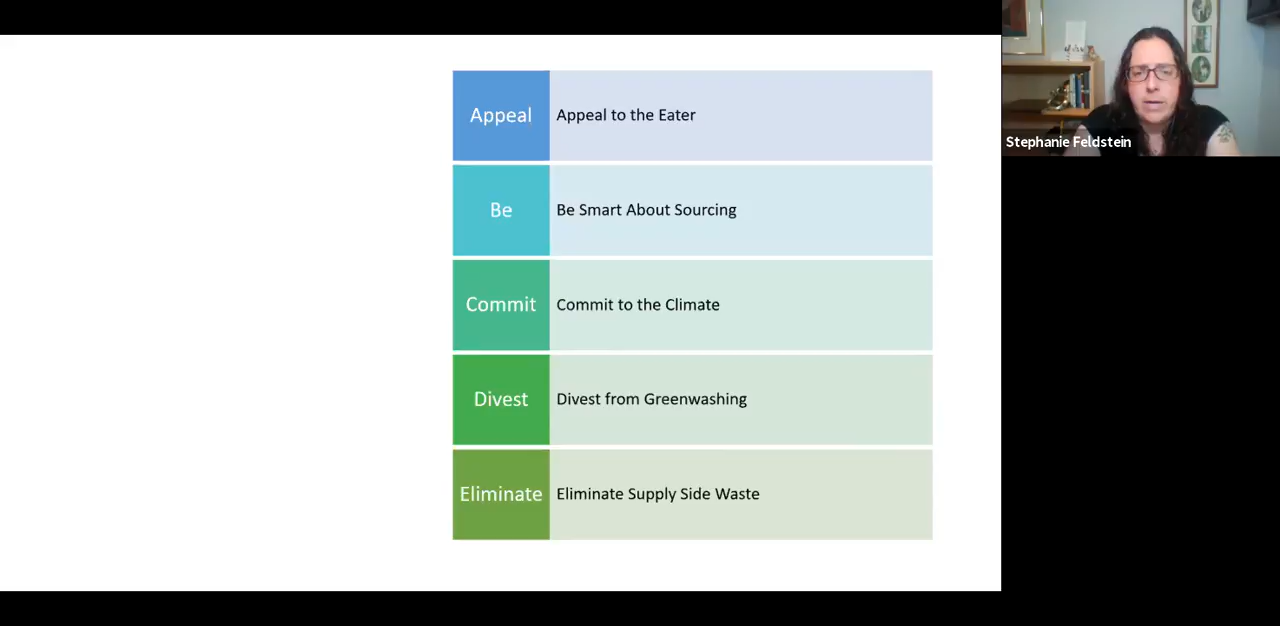 Appeal
Appeal to the Eater
Be
Be Smart About Sourcing
Commit
Commit to the Climate
Divest
Divest from Greenwashing
Eliminate
Eliminate Supply Side Waste
Stephanie Feldstein